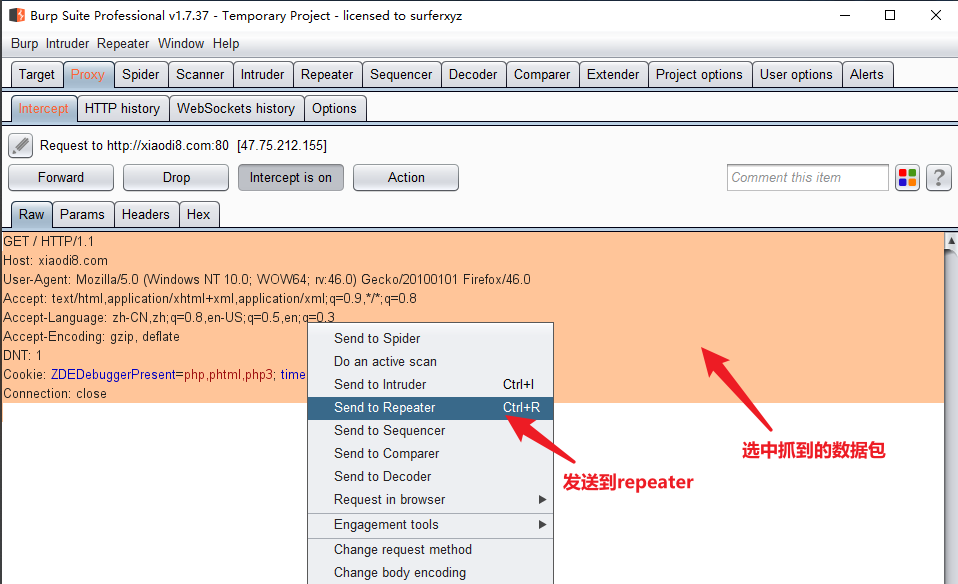 Burp Suite Professional v1.7.37 - Temporary Project - licensed to surferxyz
Burp Intruder Repeater Window Help
Target Proxy Spider Scanner Intruder Repeater Sequencer Decoder Comparer Extender Project options User options Alerts
Intercept HTTP history WebSockets history Options
Request to http://xiaodi8.com:80 [47.75.212.155]
Forward Drop Intercept is on Action Comment this item ?
Raw Params Headers Hex
GET / HTTP/1.1
Host: xiaodi8.com
User-Agent: Mozilla/5.0 (Windows NT 10.0; WOW64; rv:46.0) Gecko/20100101 Firefox/46.0
Accept: text/html,application/xhtml+xml,application/xml;q=0.9,*/*;q=0.8
Accept-Language: zh-CN,zh;q=0.8,en-US;q=0.5,en;q=0.3
Accept-Encoding: gzip, deflate
DNT: 1
Cookie: ZDEDebuggerPresent=php,phtml,php3; time
Connection: close
Send to Spider
Do an active scan
Send to Intruder Ctrl+I
Send to Repeater Ctrl+R
Send to Sequencer
Send to Comparer
Send to Decoder
Request in browser
Engagement tools
Change request method
Change body encoding
选中抓到的数据包
发送到repeater